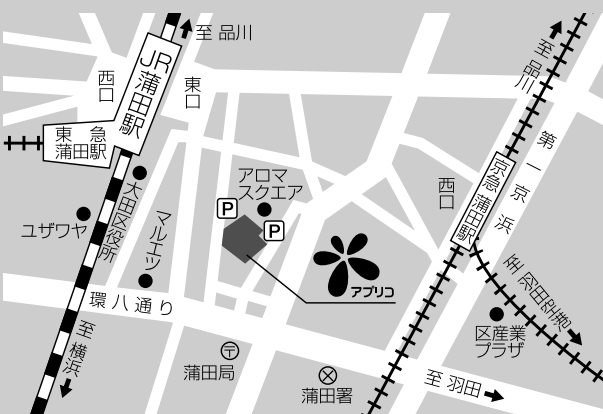 至 品川
至 品川
JR蒲田駅
西口
東口
東 急
蒲田駅
第一京浜
京急蒲田駅
西口
アロマ
スクエア
P
P
大田区役所
ユザワヤ
マルエツ
アプリコ
環八通り
至 羽田空港
区産業
プラザ
至 横浜
蒲田局
蒲田署
至 羽田